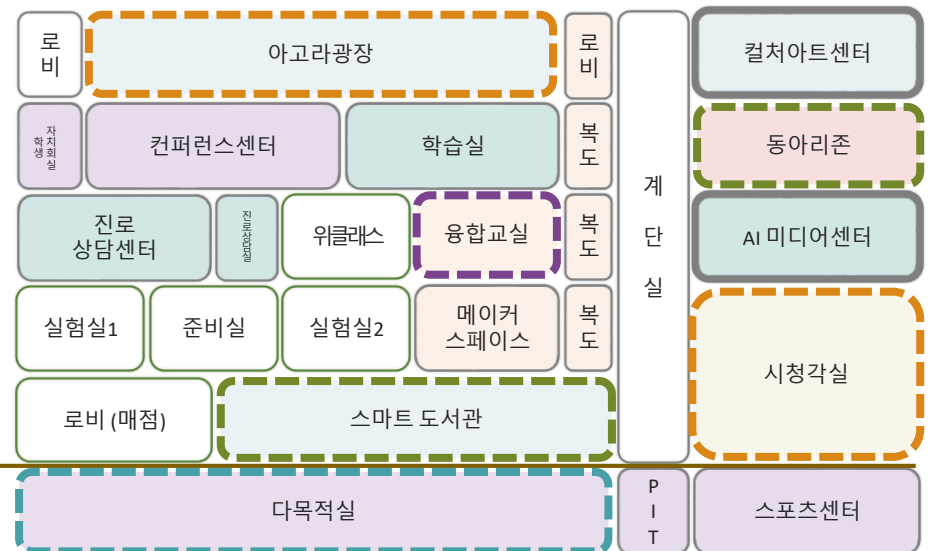 로비
아고라광장
로비
컬처아트센터
학생
자치회실
컨퍼런스센터
학습실
복도
동아리존
계단실
진로
상담센터
진로상담실
위클래스
융합교실
복도
AI 미디어센터
실험실1
준비실
실험실2
메이커
스페이스
복도
시청각실
로비 (매점)
스마트 도서관
다목적실
PIT
스포츠센터